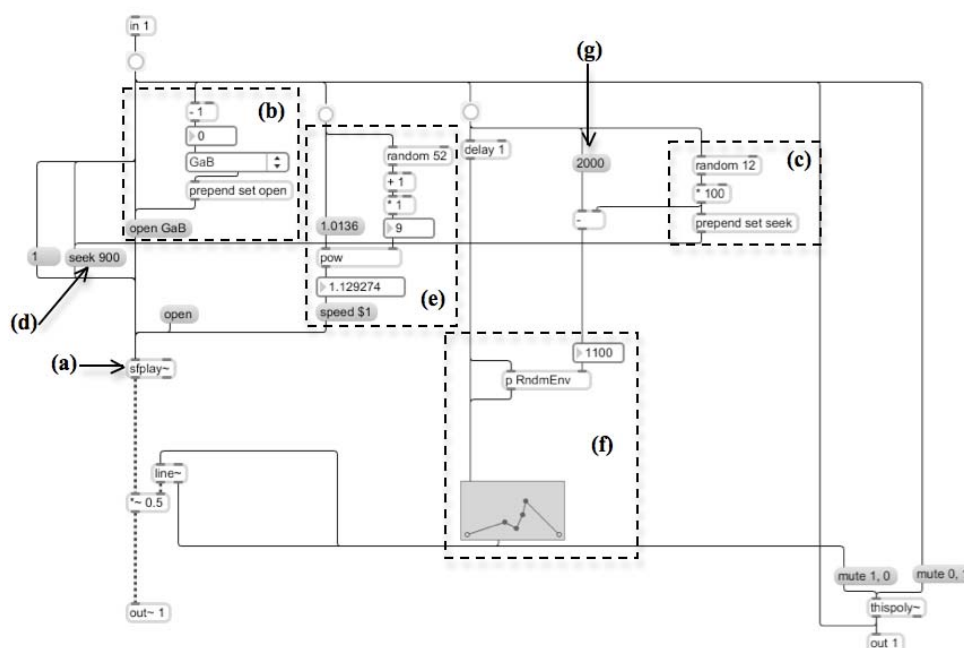 in 1
(g)
(b)
- 1
0
GaB
prepend set open
open GaB
random 52
+ 1
* 1
1.0136
9
pow
1.129274
speed $1
(e)
delay 1
2000
-
random 12
* 100
prepend set seek
(c)
1
seek 900
(d)
open
(a)
sfplay~
1100
p RndmEnv
(f)
line~
*~ 0.5
mute 1, 0
mute 0, 1
thispoly~
out~ 1
out 1